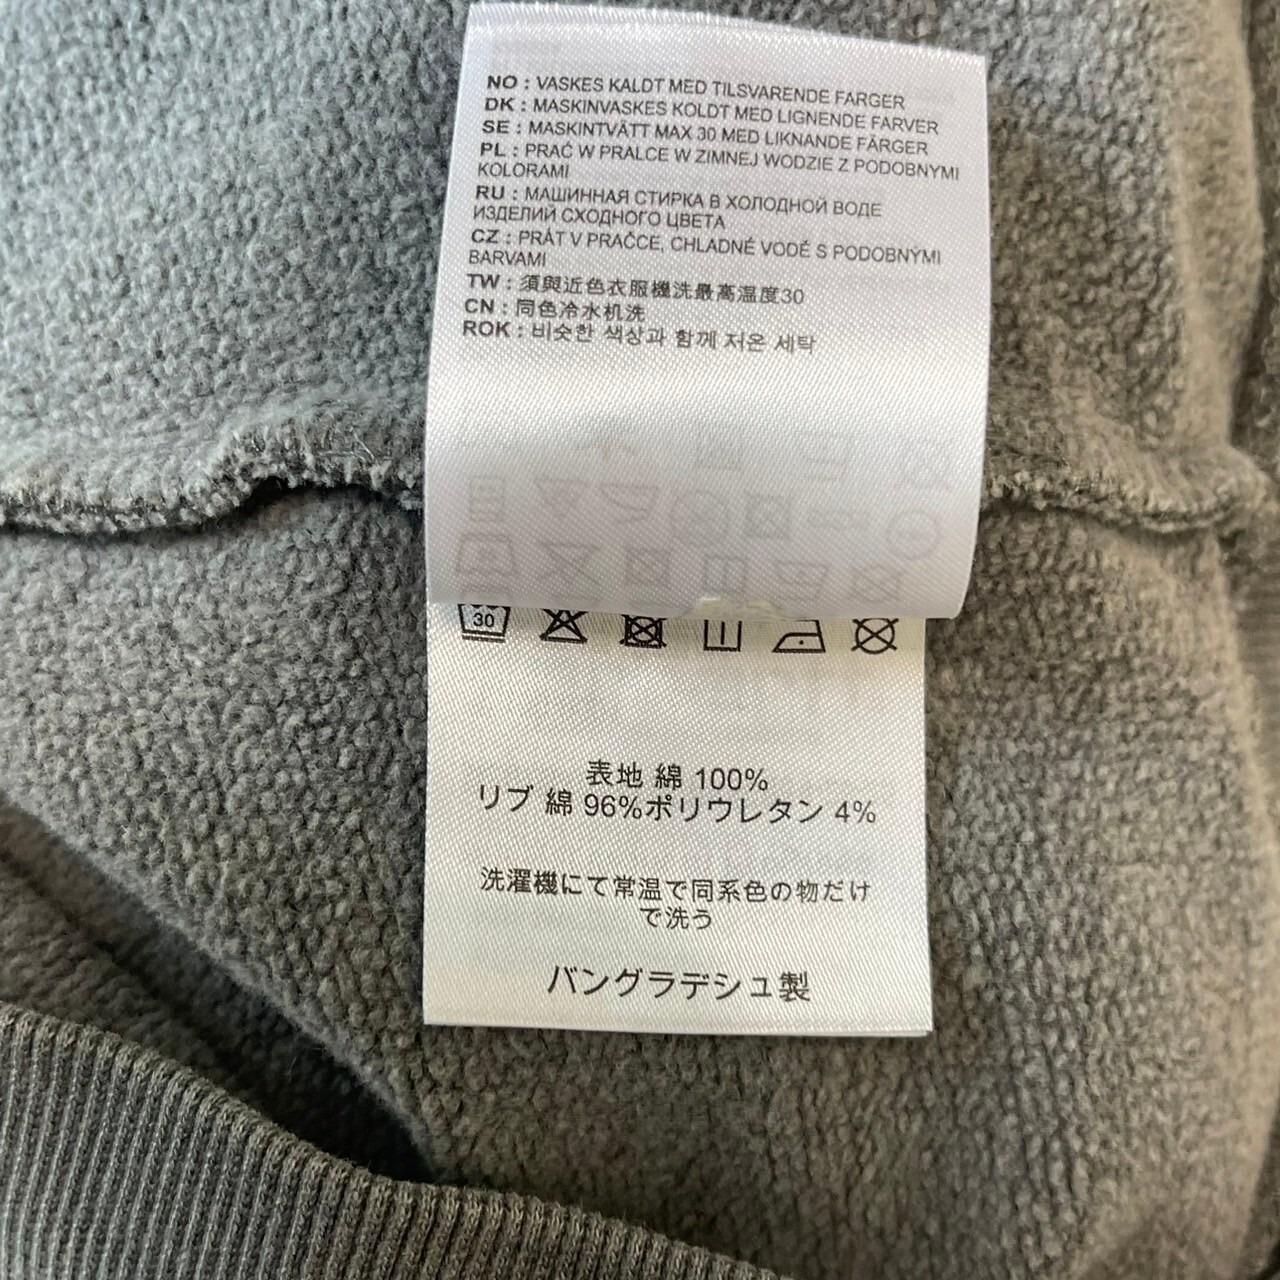 NO : VASKES KALDT MED TILSVARENDE FARGER
DK : MASKINVASKES KOLDT MED LIGNENDE FARVER
SE : MASKINTVÄTT MAX 30 MED LIKNANDE FÄRGER
PL : PRAĆ W PRALCE W ZIMNEJ WODZIE Z PODOBNYMI
KOLORAMI
RU : МАШИННАЯ СТИРКА В ХОЛОДНОЙ ВОДЕ
ИЗДЕЛИЙ СХОДНОГО ЦВЕТА
CZ : PRÁT V PRAČCE, CHLADNÉ VODĚ S PODOBNÝMI
BARVAMI
TW : 須與近色衣服機洗最高溫度30
CN : 同色冷水机洗
ROK : 비슷한 색상과 함께 저온 세탁
30
表地 綿 100%
リブ 綿 96%ポリウレタン 4%
洗濯機にて常温で同系色の物だけ
で洗う
バングラデシュ製